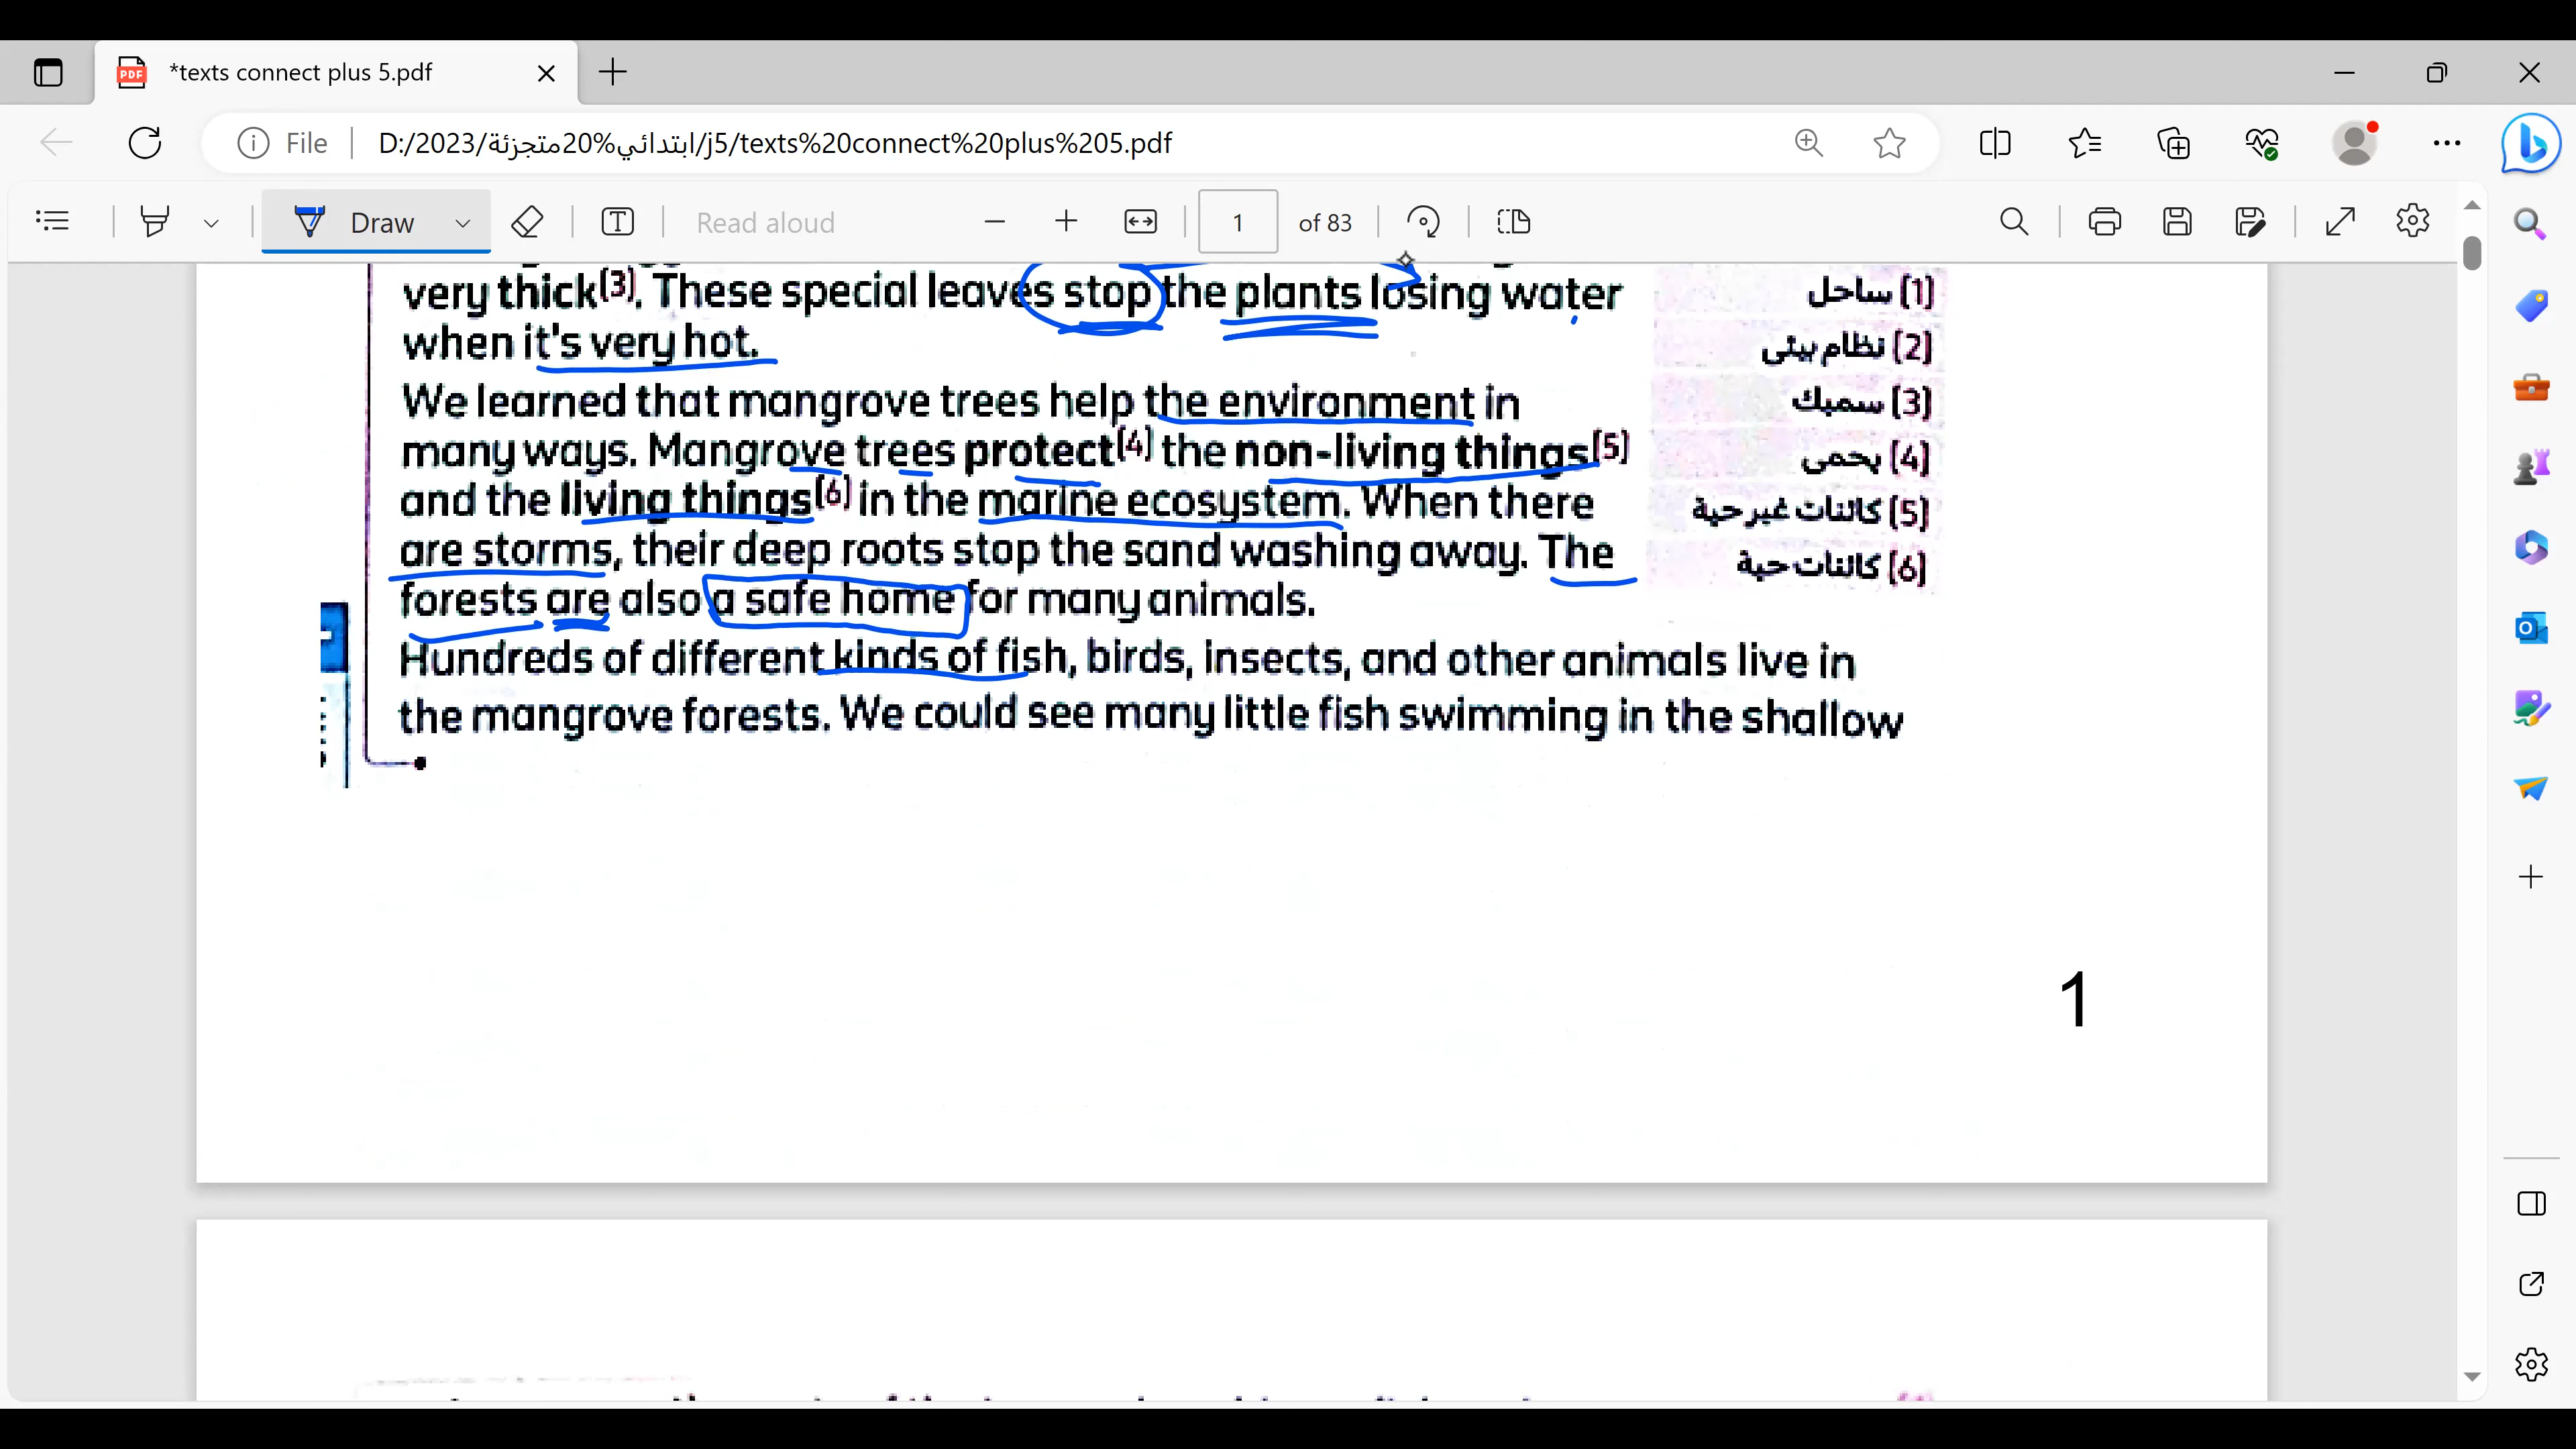 *texts connect plus 5.pdf
File
D:/2023/ابتدائي%20متجزئة/j5/texts%20connect%20plus%205.pdf
Draw
Read aloud
1 of 83
very thick[3]. These special leaves stop the plants losing water
when it's very hot.
We learned that mangrove trees help the environment in
many ways. Mangrove trees protect[4] the non-living things[5]
and the living things[6] in the marine ecosystem. When there
are storms, their deep roots stop the sand washing away. The
forests are also a safe home for many animals.
Hundreds of different kinds of fish, birds, insects, and other animals live in
the mangrove forests. We could see many little fish swimming in the shallow
[1] ساحل
[2] نظام بيئى
[3] سميك
[4] يحمى
[5] كائنات غير حية
[6] كائنات حية
1